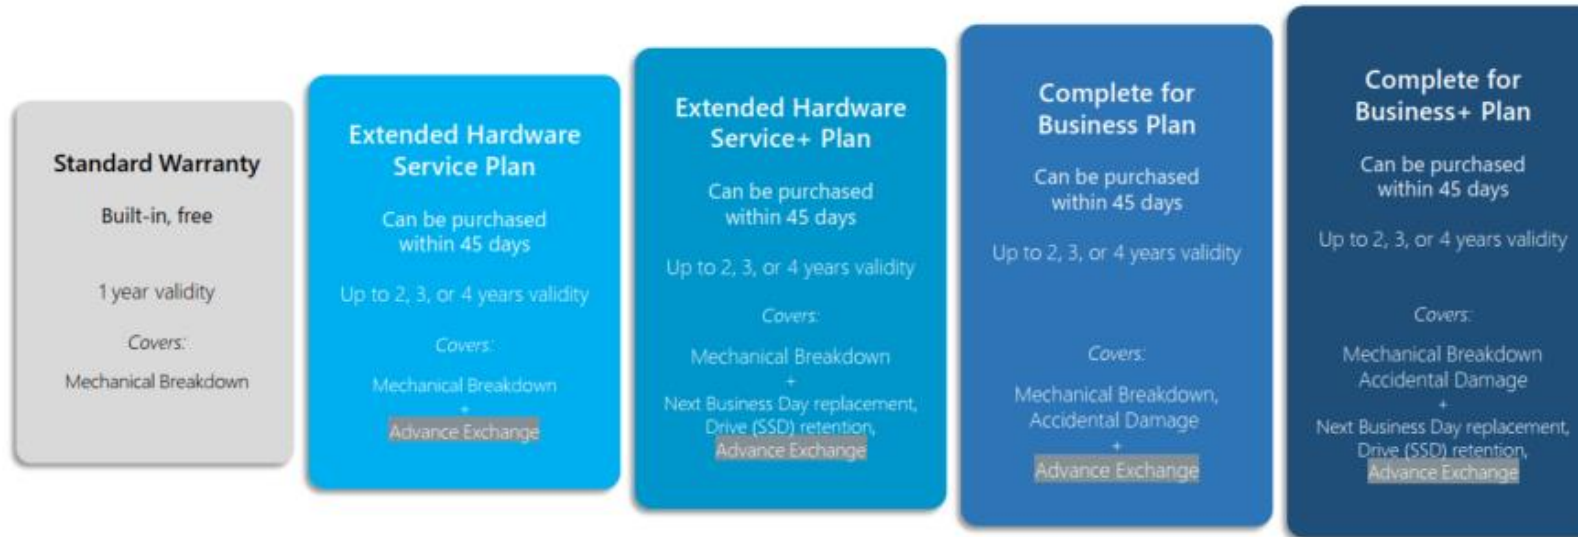 Standard Warranty
Built-in, free
1 year validity
Covers:
Mechanical Breakdown
Extended Hardware
Service Plan
Can be purchased
within 45 days
Up to 2, 3, or 4 years validity
Covers:
Mechanical Breakdown
+
Advance Exchange
Extended Hardware
Service+ Plan
Can be purchased
within 45 days
Up to 2, 3, or 4 years validity
Covers:
Mechanical Breakdown
+
Next Business Day replacement,
Drive (SSD) retention,
Advance Exchange
Complete for
Business Plan
Can be purchased
within 45 days
Up to 2, 3, or 4 years validity
Covers:
Mechanical Breakdown,
Accidental Damage
+
Advance Exchange
Complete for
Business+ Plan
Can be purchased
within 45 days
Up to 2, 3, or 4 years validity
Covers:
Mechanical Breakdown
Accidental Damage
+
Next Business Day replacement,
Drive (SSD) retention,
Advance Exchange